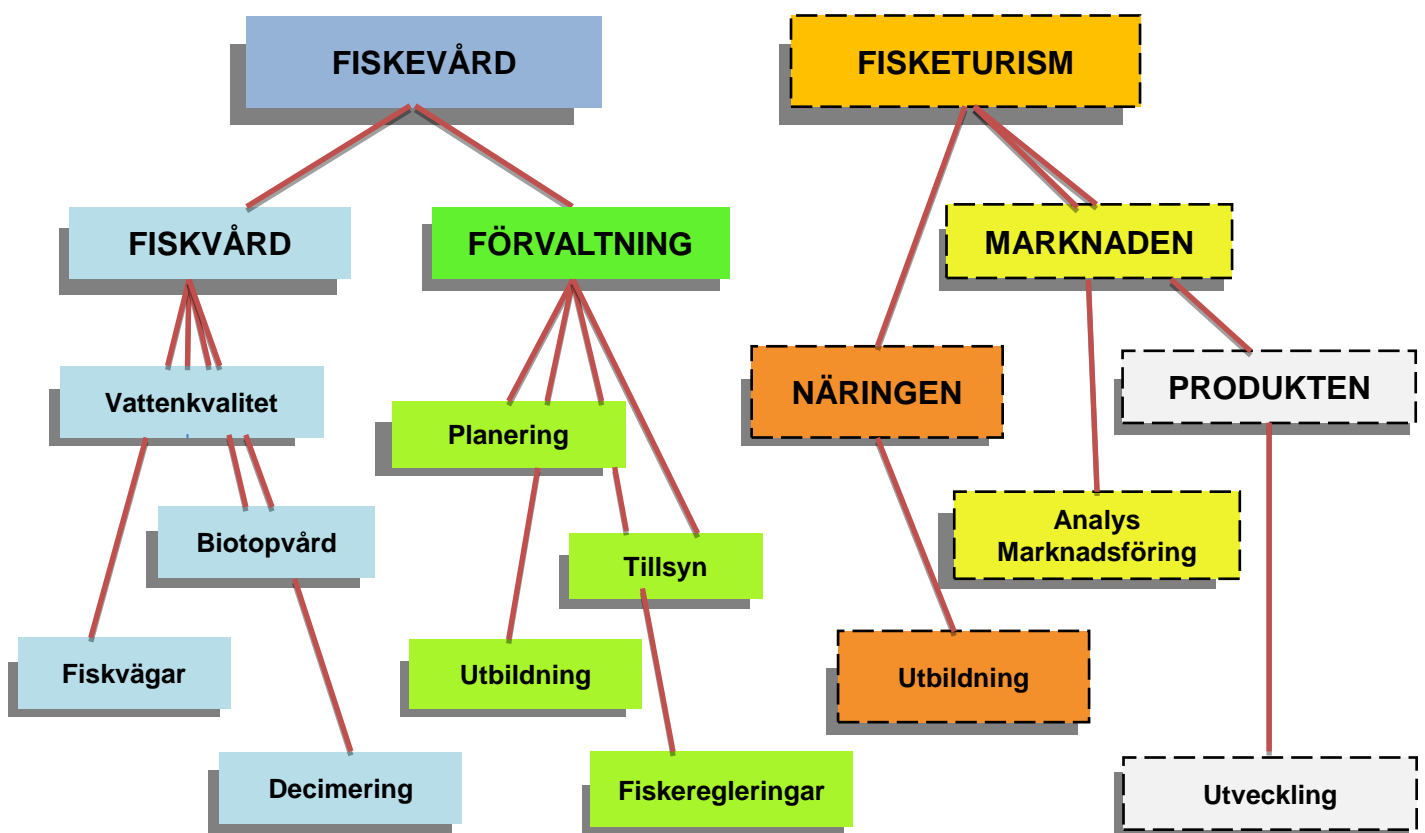 FISKEVÅRD
FISKETURISM
FISKVÅRD
FÖRVALTNING
MARKNADEN
NÄRINGEN
PRODUKTEN
Vattenkvalitet
Planering
Analys
Marknadsföring
Biotopvård
Tillsyn
Fiskvägar
Utbildning
Utbildning
Decimering
Fiskeregleringar
Utveckling